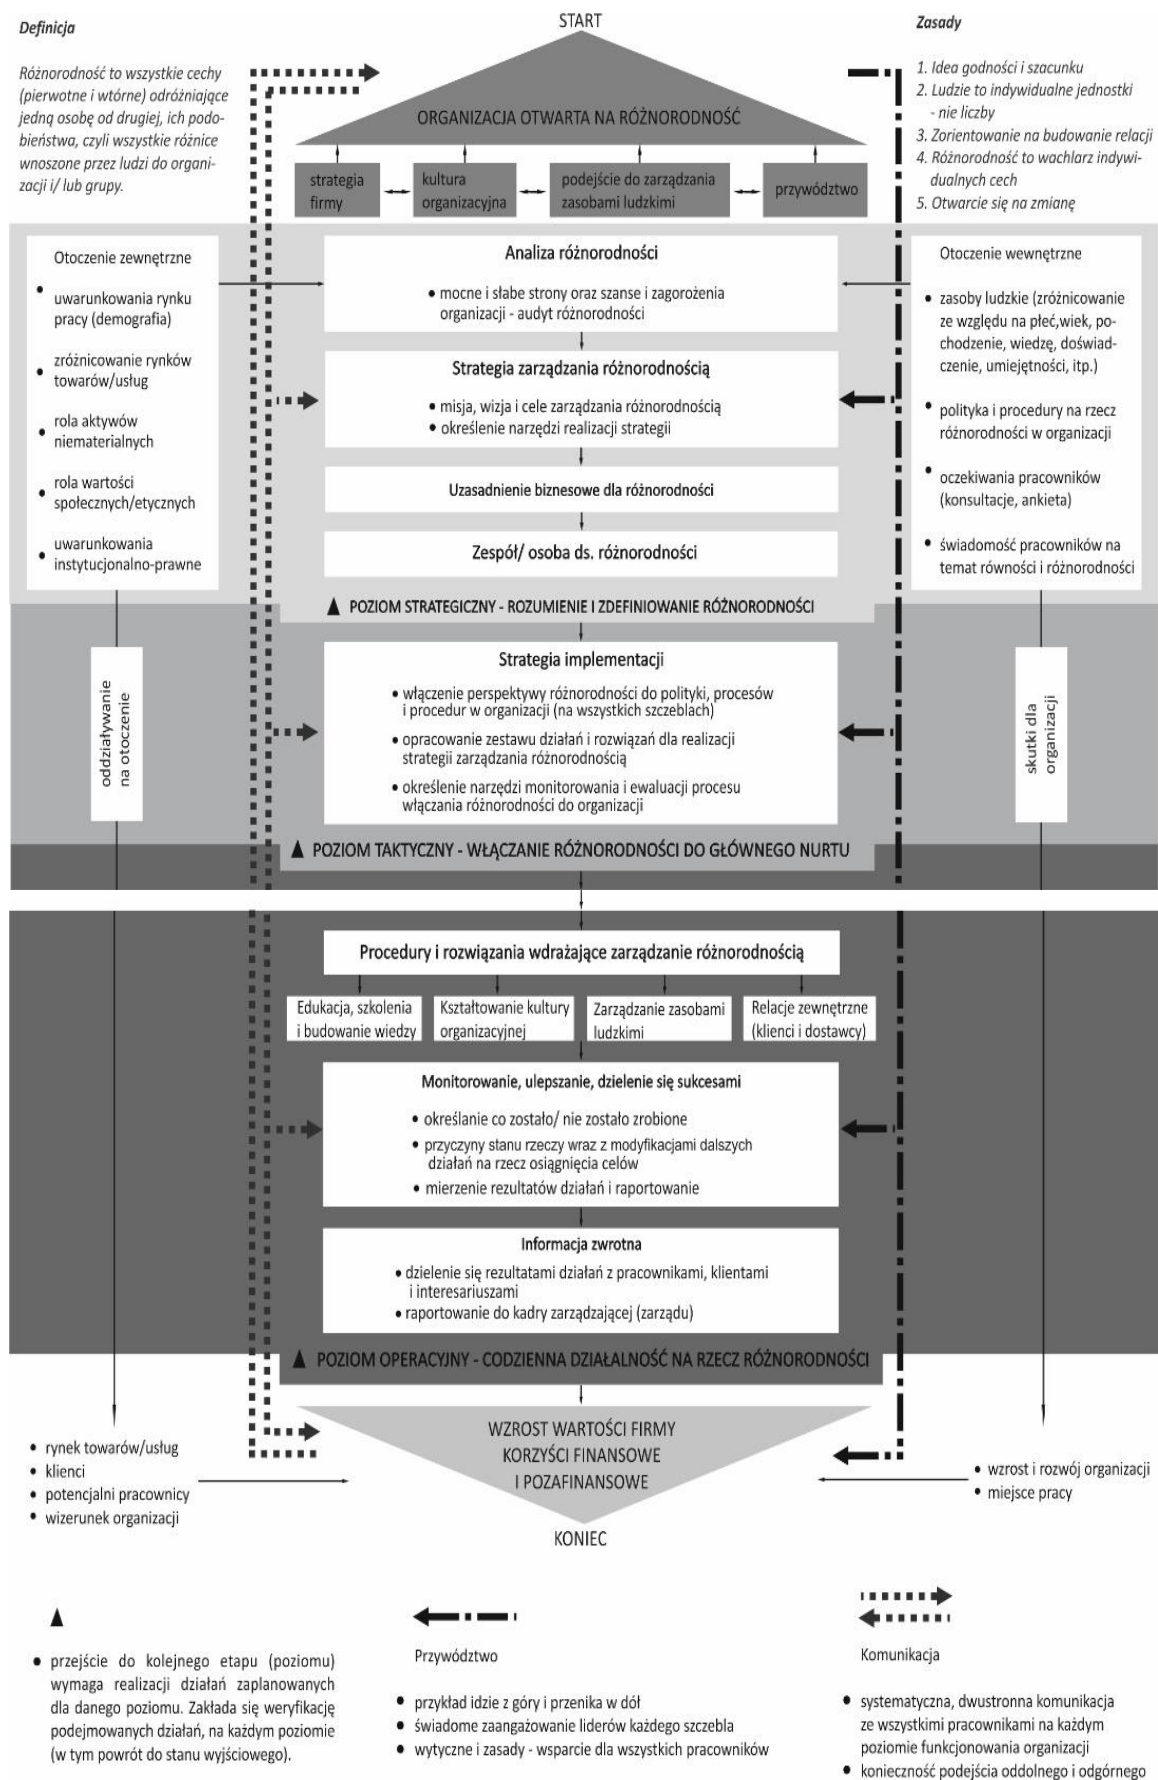 START
Definicja
Różnorodność to wszystkie cechy
(pierwotne i wtórne) odróżniające
jedną osobę od drugiej, ich podo-
bieństwa, czyli wszystkie różnice
wnoszone przez ludzi do organi-
zacji i/ lub grupy.
Zasady
1. Idea godności i szacunku
2. Ludzie to indywidualne jednostki
- nie liczby
3. Zorientowanie na budowanie relacji
4. Różnorodność to wachlarz indywi-
dualnych cech
5. Otwarcie się na zmianę
ORGANIZACJA OTWARTA NA RÓŻNORODNOŚĆ
strategia
firmy
kultura
organizacyjna
podejście do zarządzania
zasobami ludzkimi
przywództwo
Otoczenie zewnętrzne
• uwarunkowania rynku
pracy (demografia)
• zróżnicowanie rynków
towarów/usług
• rola aktywów
niematerialnych
• rola wartości
społecznych/etycznych
• uwarunkowania
instytucjonalno-prawne
Analiza różnorodności
• mocne i słabe strony oraz szanse i zagorożenia
organizacji - audyt różnorodności
Strategia zarządzania różnorodnością
• misja, wizja i cele zarządzania różnorodnością
• określenie narzędzi realizacji strategii
Uzasadnienie biznesowe dla różnorodności
Zespół/ osoba ds. różnorodności
Otoczenie wewnętrzne
• zasoby ludzkie (zróżnicowanie
ze względu na płeć,wiek, po-
chodzenie, wiedzę, doświad-
czenie, umiejętności, itp.)
• polityka i procedury na rzecz
różnorodności w organizacji
• oczekiwania pracowników
(konsultacje, ankieta)
• świadomość pracowników na
temat równości i różnorodności
▲ POZIOM STRATEGICZNY - ROZUMIENIE I ZDEFINIOWANIE RÓŻNORODNOŚCI
oddziaływanie
na otoczenie
Strategia implementacji
• włączenie perspektywy różnorodności do polityki, procesów
i procedur w organizacji (na wszystkich szczeblach)
• opracowanie zestawu działań i rozwiązań dla realizacji
strategii zarządzania różnorodnością
• określenie narzędzi monitorowania i ewaluacji procesu
włączania różnorodności do organizacji
skutki dla
organizacji
▲ POZIOM TAKTYCZNY - WŁĄCZANIE RÓŻNORODNOŚCI DO GŁÓWNEGO NURTU
Procedury i rozwiązania wdrażające zarządzanie różnorodnością
Edukacja, szkolenia
i budowanie wiedzy
Kształtowanie kultury
organizacyjnej
Zarządzanie zasobami
ludzkimi
Relacje zewnętrzne
(klienci i dostawcy)
Monitorowanie, ulepszanie, dzielenie się sukcesami
• określanie co zostało/ nie zostało zrobione
• przyczyny stanu rzeczy wraz z modyfikacjami dalszych
działań na rzecz osiągnięcia celów
• mierzenie rezultatów działań i raportowanie
Informacja zwrotna
• dzielenie się rezultatami działań z pracownikami, klientami
i interesariuszami
• raportowanie do kadry zarządzającej (zarządu)
▲ POZIOM OPERACYJNY - CODZIENNA DZIAŁALNOŚĆ NA RZECZ RÓŻNORODNOŚCI
WZROST WARTOŚCI FIRMY
KORZYŚCI FINANSOWE
I POZAFINANSOWE
KONIEC
• rynek towarów/usług
• klienci
• potencjalni pracownicy
• wizerunek organizacji
• wzrost i rozwój organizacji
• miejsce pracy
▲
• przejście do kolejnego etapu (poziomu)
wymaga realizacji działań zaplanowanych
dla danego poziomu. Zakłada się weryfikację
podejmowanych działań, na każdym poziomie
(w tym powrót do stanu wyjściowego).
Przywództwo
• przykład idzie z góry i przenika w dół
• świadome zaangażowanie liderów każdego szczebla
• wytyczne i zasady - wsparcie dla wszystkich pracowników
Komunikacja
• systematyczna, dwustronna komunikacja
ze wszystkimi pracownikami na każdym
poziomie funkcjonowania organizacji
• konieczność podejścia oddolnego i odgórnego